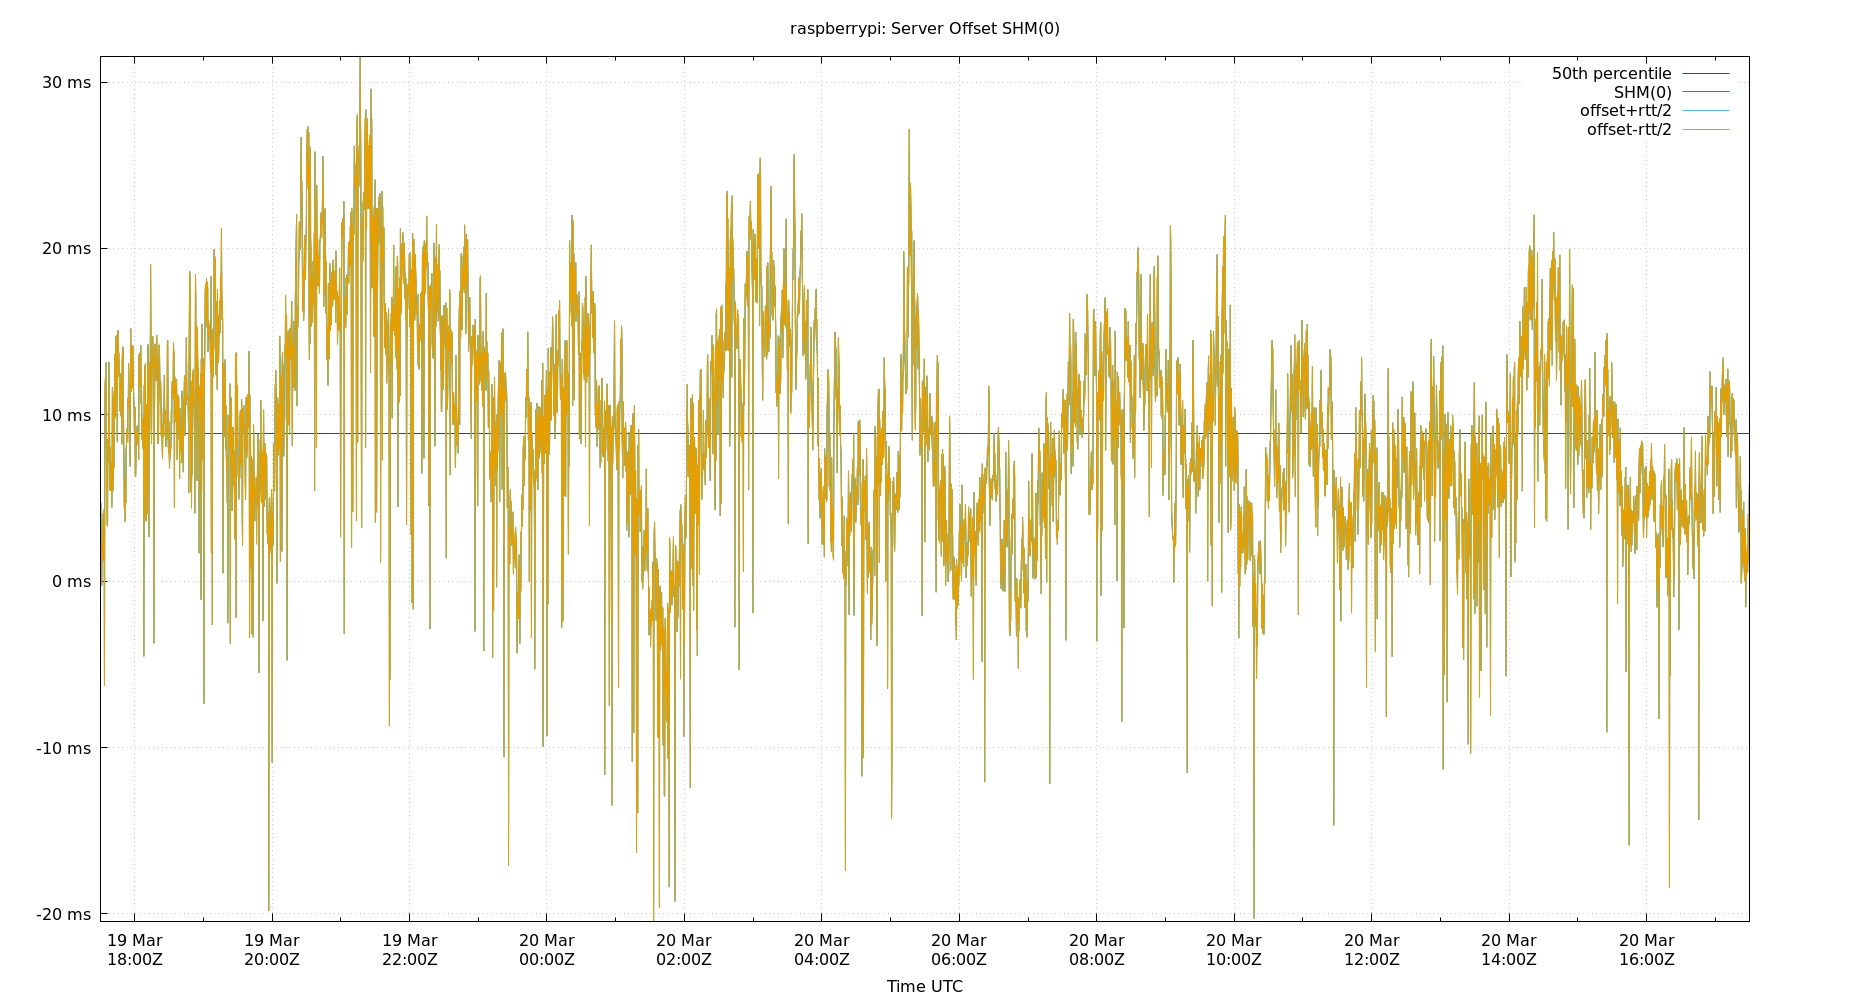 raspberrypi: Server Offset SHM(0)
50th percentile
SHM(0)
offset+rtt/2
offset-rtt/2
30 ms
20 ms
10 ms
0 ms
-10 ms
-20 ms
19 Mar 19 Mar 19 Mar 20 Mar 20 Mar 20 Mar 20 Mar 20 Mar 20 Mar 20 Mar 20 Mar 20 Mar
18:00Z 20:00Z 22:00Z 00:00Z 02:00Z 04:00Z 06:00Z 08:00Z 10:00Z 12:00Z 14:00Z 16:00Z
Time UTC